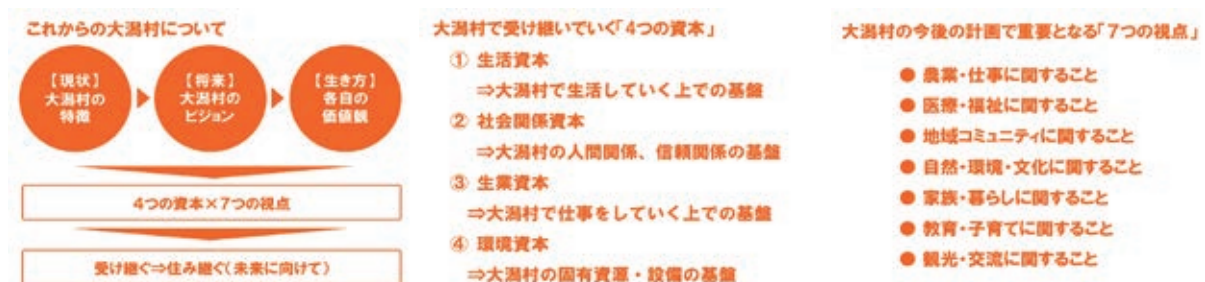 これからの大潟村について
【現状】
大潟村の
特徴
【将来】
大潟村の
ビジョン
【生き方】
各自の
価値観
4つの資本×7つの視点
受け継ぐ⇒住み継ぐ(未来に向けて)
大潟村で受け継いでいく「4つの資本」
① 生活資本
⇒大潟村で生活していく上での基盤
② 社会関係資本
⇒大潟村の人間関係、信頼関係の基盤
③ 生業資本
⇒大潟村で仕事をしていく上での基盤
④ 環境資本
⇒大潟村の固有資源・設備の基盤
大潟村の今後の計画で重要となる「7つの視点」
● 農業・仕事に関すること
● 医療・福祉に関すること
● 地域コミュニティに関すること
● 自然・環境・文化に関すること
● 家族・暮らしに関すること
● 教育・子育てに関すること
● 観光・交流に関すること